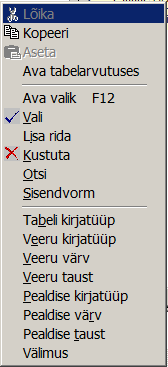 Lõika
Kopeeri
Aseta
Ava tabelarvutuses
Ava valik F12
Vali
Lisa rida
Kustuta
Otsi
Sisendvorm
Tabeli kirjatüüp
Veeru kirjatüüp
Veeru värv
Veeru taust
Pealdise kirjatüüp
Pealdise värv
Pealdise taust
Välimus